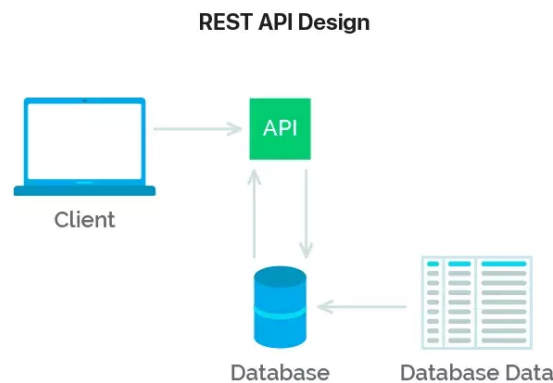 REST API Design
API
Client
Database
Database Data